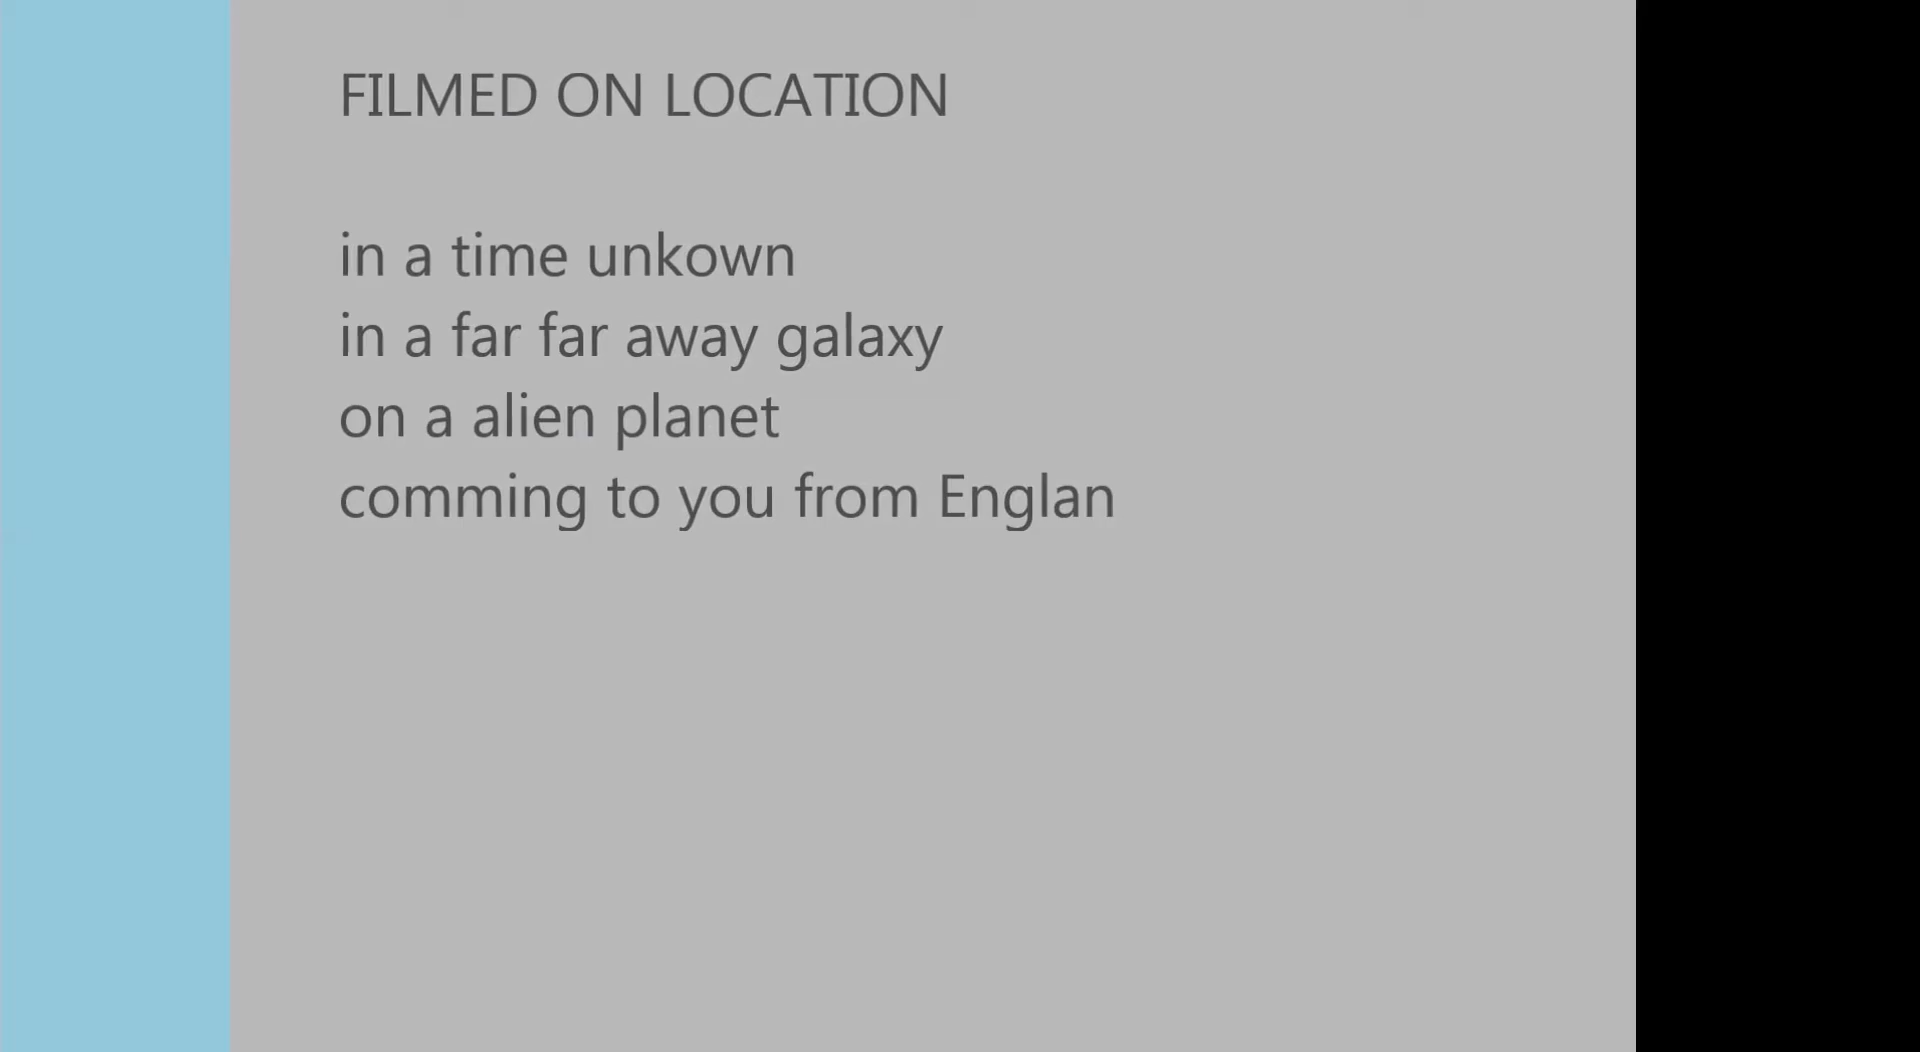 FILMED ON LOCATION
in a time unkown
in a far far away galaxy
on a alien planet
comming to you from Englan